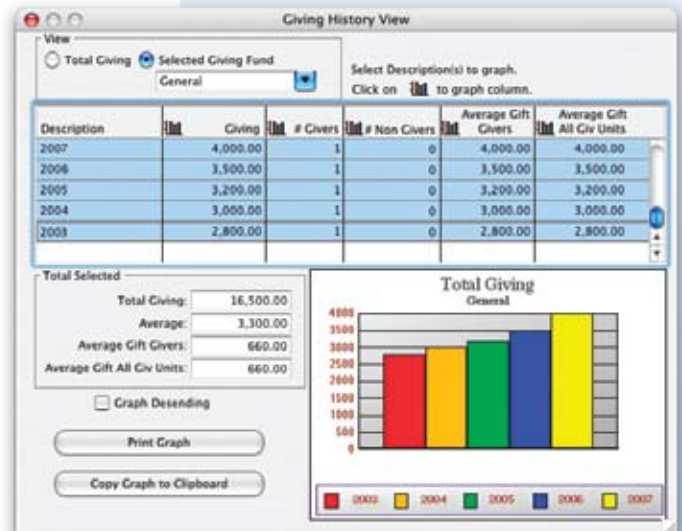 Giving History View
View
Total Giving Selected Giving Fund
General
Select Description(s) to graph.
Click on to graph column.
Description Giving # Givers # Non Givers Average Gift Givers Average Gift All Giv Units
2007 4,000.00 1 0 4,000.00 4,000.00
2006 3,500.00 1 0 3,500.00 3,500.00
2005 3,200.00 1 0 3,200.00 3,200.00
2004 3,000.00 1 0 3,000.00 3,000.00
2003 2,800.00 1 0 2,800.00 2,800.00
Total Selected
Total Giving: 16,500.00
Average: 3,300.00
Average Gift Givers: 660.00
Average Gift All Giv Units: 660.00
Graph Desending
Print Graph
Copy Graph to Clipboard
Total Giving
General
4000
3500
3000
2500
2000
1500
1000
500
0
2003 2004 2005 2006 2007